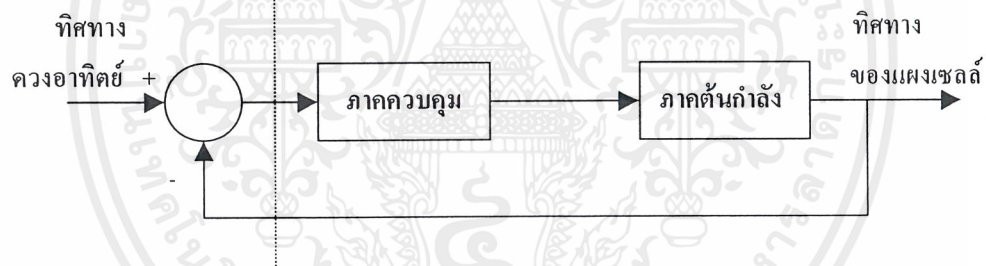 ทิศทาง
ดวงอาทิตย์ +
ภาคควบคุม
ภาคต้นกำลัง
ทิศทาง
ของแผงเซลล์
-